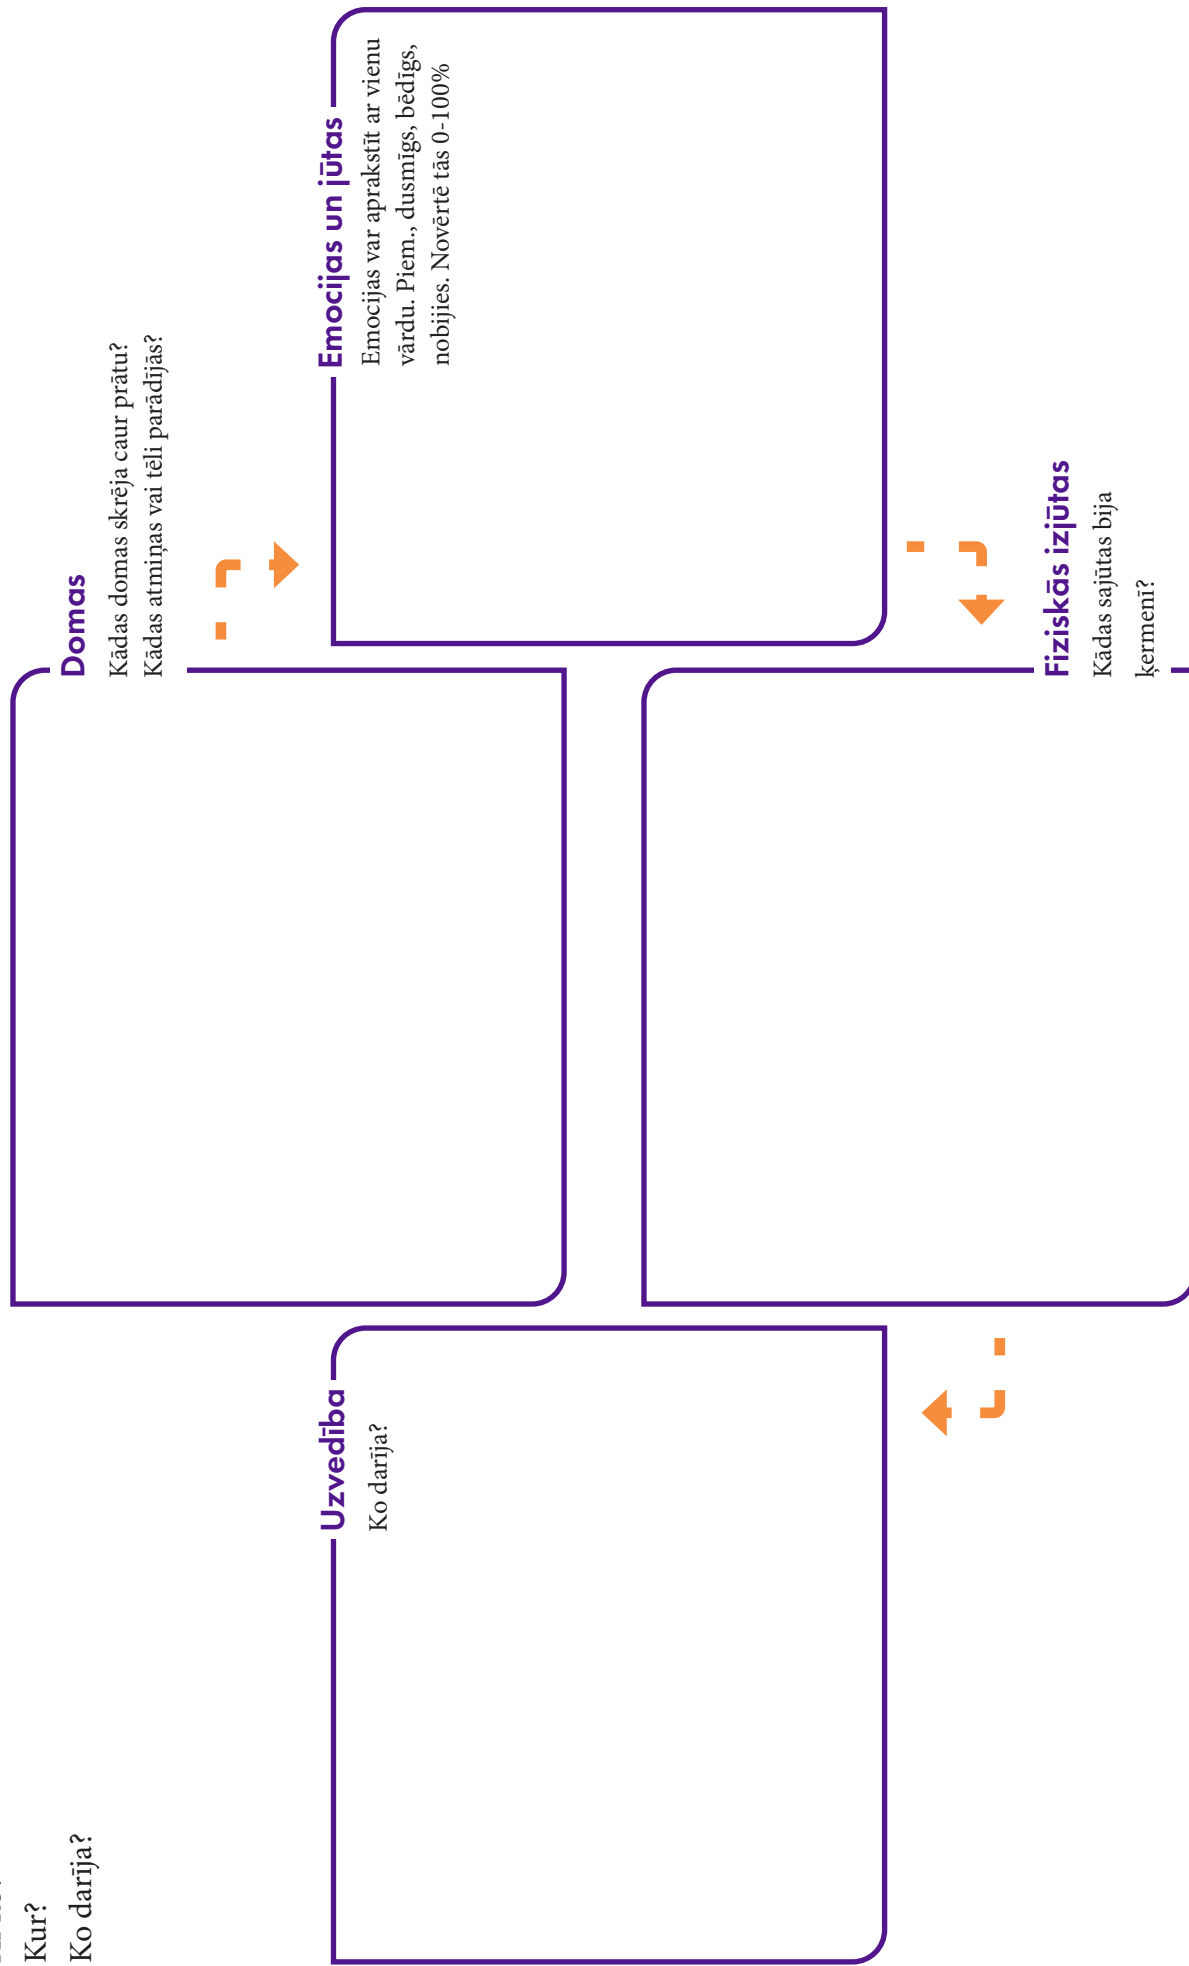 Kur?
Ko darīja?
Domas
Kādas domas skrēja caur prātu?
Kādas atmiņas vai tēli parādījās?
Emocijas un jūtas
Emocijas var aprakstīt ar vienu
vārdu. Piem., dusmīgs, bēdīgs,
nobijies. Novērtē tās 0-100%
Uzvedība
Ko darīja?
Fiziskās izjūtas
Kādas sajūtas bija
ķermenī?